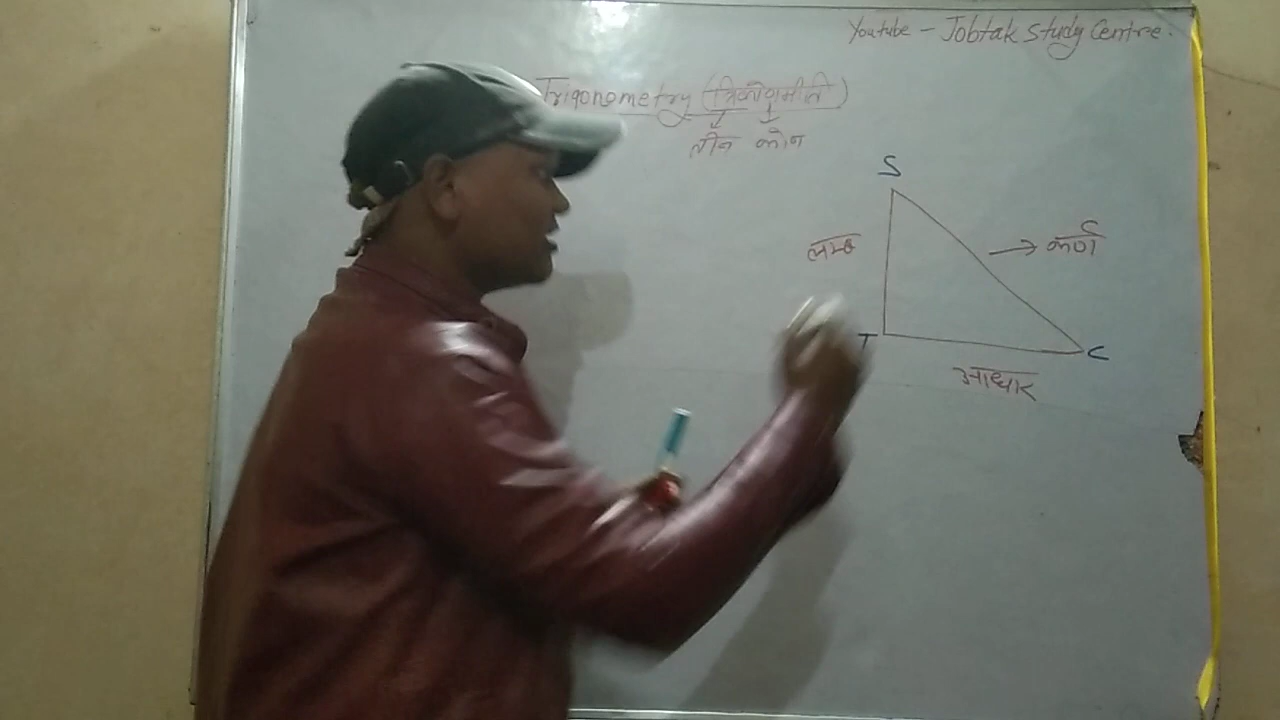 Youtube - Jobtak Study Centre.
Trigonometry (त्रिकोणमीति)
तीन कोन
S
लम्ब
कर्ण
T
C
आधार